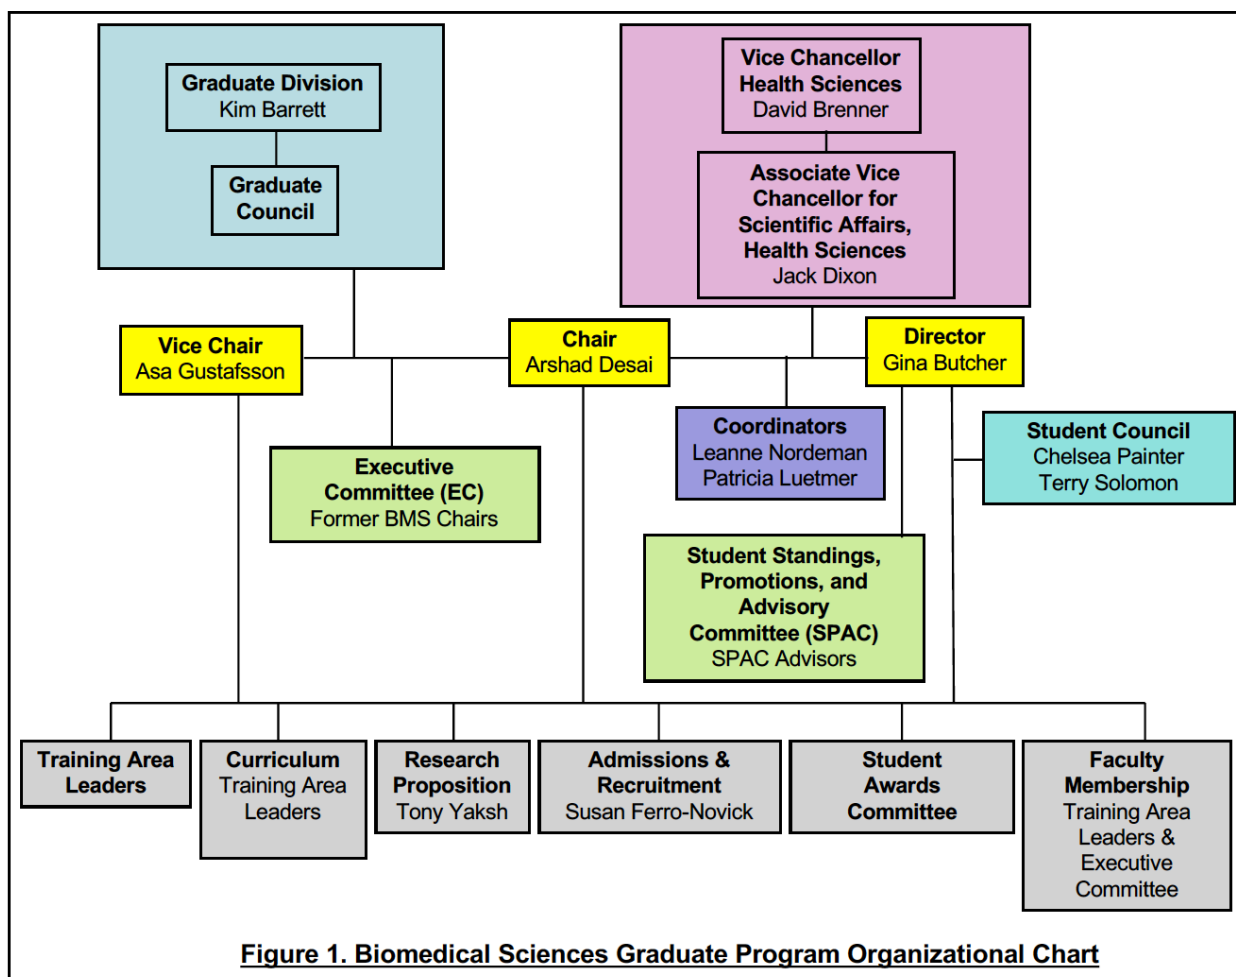 Graduate Division
Kim Barrett
Graduate
Council
Vice Chancellor
Health Sciences
David Brenner
Associate Vice
Chancellor for
Scientific Affairs,
Health Sciences
Jack Dixon
Vice Chair
Asa Gustafsson
Chair
Arshad Desai
Director
Gina Butcher
Executive
Committee (EC)
Former BMS Chairs
Coordinators
Leanne Nordeman
Patricia Luetmer
Student Council
Chelsea Painter
Terry Solomon
Student Standings,
Promotions, and
Advisory
Committee (SPAC)
SPAC Advisors
Training Area
Leaders
Curriculum
Training Area
Leaders
Research
Proposition
Tony Yaksh
Admissions &
Recruitment
Susan Ferro-Novick
Student
Awards
Committee
Faculty
Membership
Training Area
Leaders &
Executive
Committee
Figure 1. Biomedical Sciences Graduate Program Organizational Chart